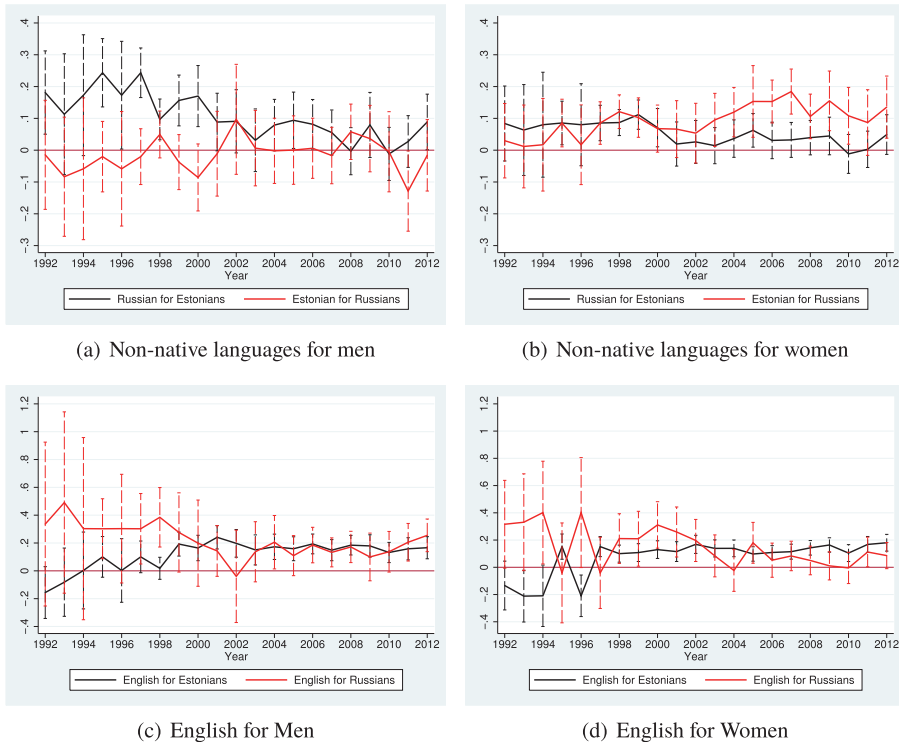 .4
.3
.2
.1
0
-.1
-.2
-.3
1992 1994 1996 1998 2000 2002 2004 2006 2008 2010 2012
Year
Russian for Estonians Estonian for Russians
(a) Non-native languages for men
.4
.3
.2
.1
0
-.1
-.2
-.3
1992 1994 1996 1998 2000 2002 2004 2006 2008 2010 2012
Year
Russian for Estonians Estonian for Russians
(b) Non-native languages for women
1.2
1
.8
.6
.4
.2
0
-.2
-.4
1992 1994 1996 1998 2000 2002 2004 2006 2008 2010 2012
Year
English for Estonians English for Russians
(c) English for Men
1.2
1
.8
.6
.4
.2
0
-.2
-.4
1992 1994 1996 1998 2000 2002 2004 2006 2008 2010 2012
Year
English for Estonians English for Russians
(d) English for Women